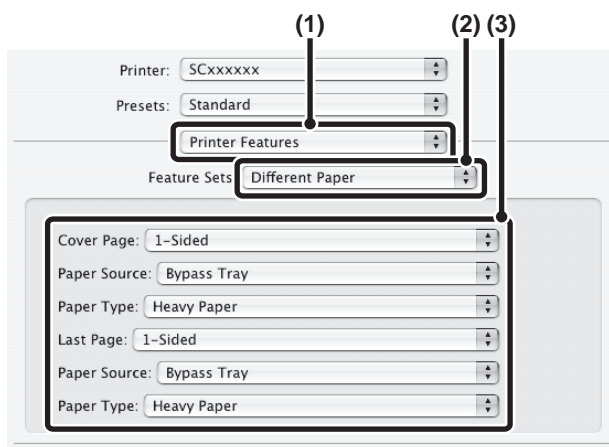 (1) (2) (3)
Printer: SCxxxxxx
Presets: Standard
Printer Features
Feature Sets Different Paper
Cover Page: 1-Sided
Paper Source: Bypass Tray
Paper Type: Heavy Paper
Last Page: 1-Sided
Paper Source: Bypass Tray
Paper Type: Heavy Paper